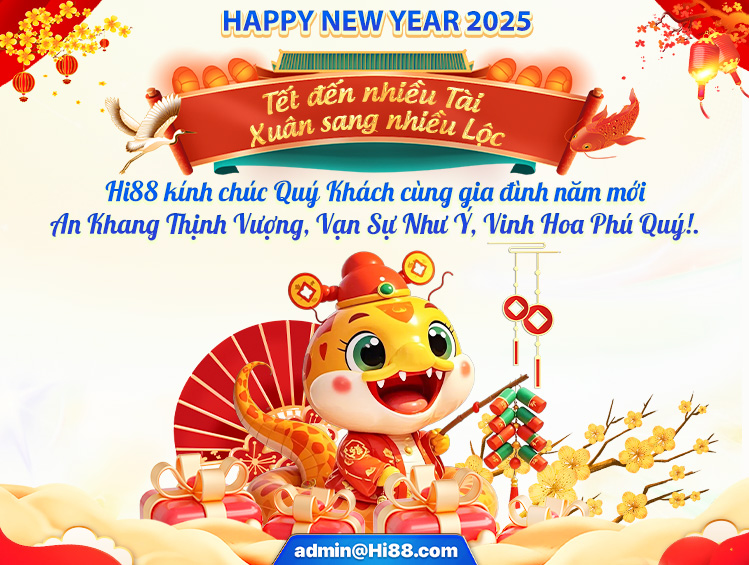 HAPPY NEW YEAR 2025
Tết đến nhiều Tài
Xuân sang nhiều Lộc
Hi88 kính chúc Quý Khách cùng gia đình năm mới
An Khang Thịnh Vượng, Vạn Sự Như Ý, Vinh Hoa Phú Quý!.
admin@Hi88.com